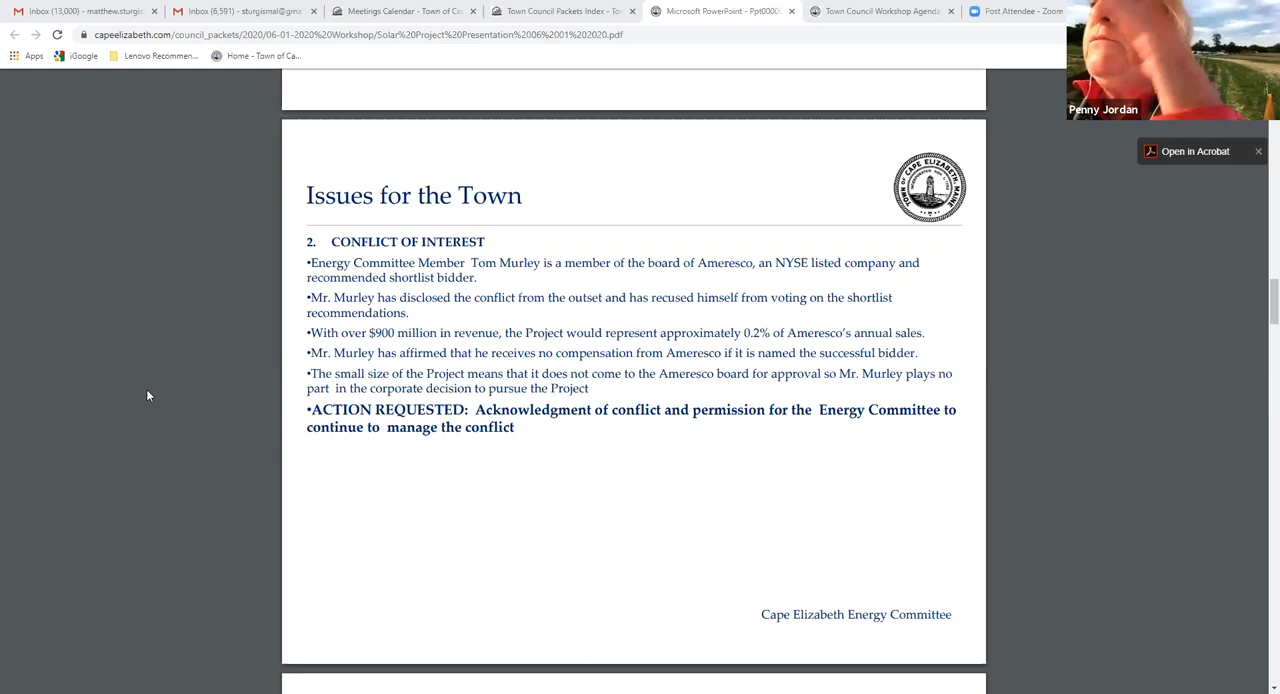 Inbox (13,000) - matthew.sturgis
Inbox (6,591) - sturgismal@gma
Meetings Calendar - Town of Ca
Town Council Packets Index - To
Microsoft PowerPoint - Ppt0000
Town Council Workshop Agenda
Post Attendee - Zoom
capeelizabeth.com/council_packets/2020/06-01-2020%20Workshop/Solar%20Project%20Presentation%2006%2001%202020.pdf
Apps
iGoogle
Lenovo Recommen...
Home - Town of Ca...
Penny Jordan
Open in Acrobat
TOWN OF CAPE ELIZABETH, MAINE
Issues for the Town
2. CONFLICT OF INTEREST
•Energy Committee Member Tom Murley is a member of the board of Ameresco, an NYSE listed company and
recommended shortlist bidder.
•Mr. Murley has disclosed the conflict from the outset and has recused himself from voting on the shortlist
recommendations.
•With over $900 million in revenue, the Project would represent approximately 0.2% of Ameresco's annual sales.
•Mr. Murley has affirmed that he receives no compensation from Ameresco if it is named the successful bidder.
•The small size of the Project means that it does not come to the Ameresco board for approval so Mr. Murley plays no
part in the corporate decision to pursue the Project
•ACTION REQUESTED: Acknowledgment of conflict and permission for the Energy Committee to
continue to manage the conflict
Cape Elizabeth Energy Committee